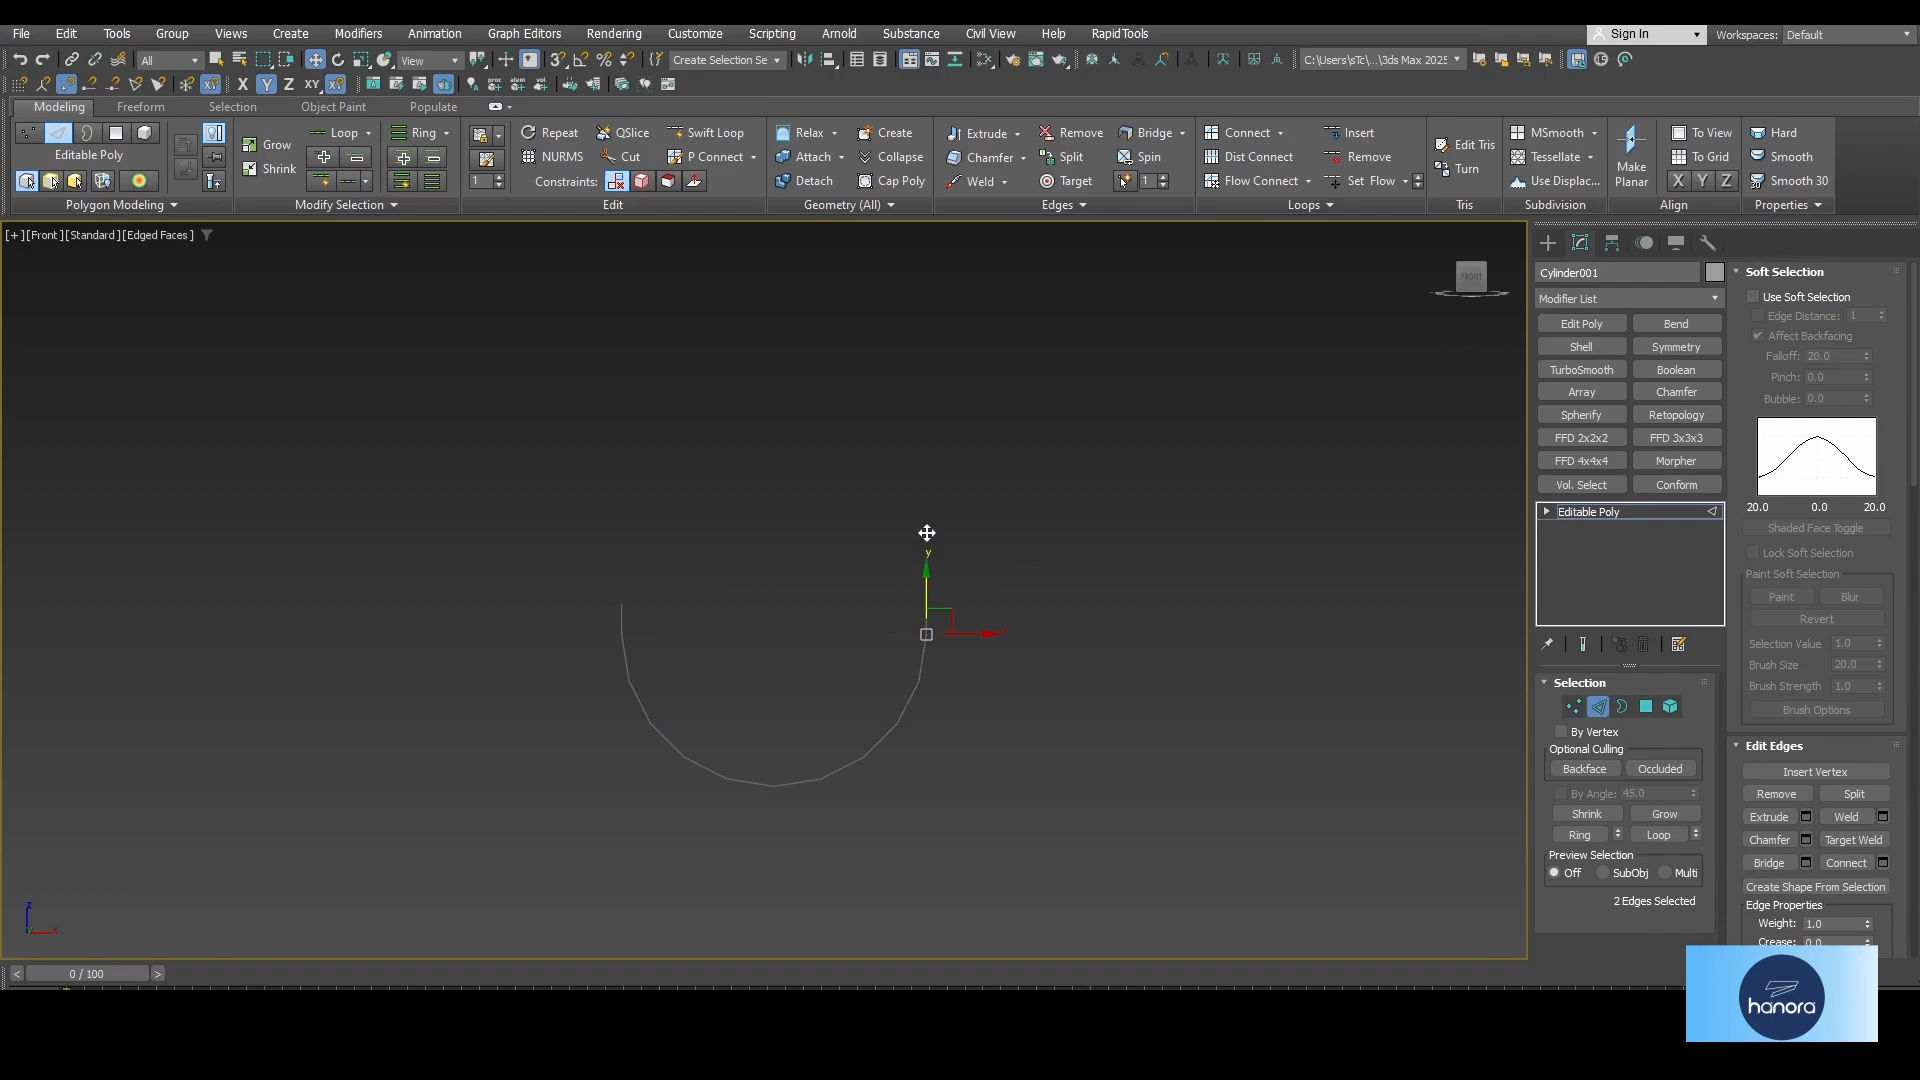 File Edit Tools Group Views Create Modifiers Animation Graph Editors Rendering Customize Scripting Arnold Substance Civil View Help RapidTools Sign In Workspaces: Default
All View Create Selection Se C:\Users\sTc\...\3ds Max 2025
X Y Z XY
Modeling Freeform Selection Object Paint Populate
Loop Ring Repeat QSlice Swift Loop Relax Create Extrude Remove Bridge Connect Insert MSmooth To View Hard
Editable Poly Grow NURMS Cut P Connect Attach Collapse Chamfer Split Spin Dist Connect Remove Edit Tris Tessellate Make Planar To Grid Smooth
Shrink 1 Constraints: Detach Cap Poly Weld Target 1 Flow Connect Set Flow Turn Use Displac... X Y Z Smooth 30
Polygon Modeling Modify Selection Edit Geometry (All) Edges Loops Tris Subdivision Align Properties
[+][Front][Standard][Edged Faces]
FRONT
Cylinder001
Modifier List
Edit Poly Bend
Shell Symmetry
TurboSmooth Boolean
Array Chamfer
Spherify Retopology
FFD 2x2x2 FFD 3x3x3
FFD 4x4x4 Morpher
Vol. Select Conform
Editable Poly
Selection
By Vertex
Optional Culling
Backface Occluded
By Angle: 45.0
Shrink Grow
Ring Loop
Preview Selection
Off SubObj Multi
2 Edges Selected
Soft Selection
Use Soft Selection
Edge Distance: 1
Affect Backfacing
Falloff: 20.0
Pinch: 0.0
Bubble: 0.0
20.0 0.0 20.0
Shaded Face Toggle
Lock Soft Selection
Paint Soft Selection
Paint Blur
Revert
Selection Value 1.0
Brush Size 20.0
Brush Strength 1.0
Brush Options
Edit Edges
Insert Vertex
Remove Split
Extrude Weld
Chamfer Target Weld
Bridge Connect
Create Shape From Selection
Edge Properties
Weight: 1.0
Crease: 0.0
y
z
x
< 0 / 100 >
hanora